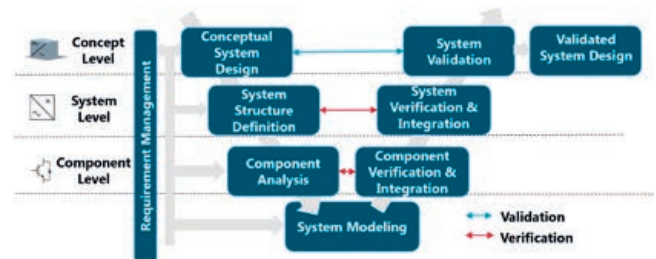 Concept
Level
System
Level
Component
Level
Requirement Management
Conceptual
System
Design
System
Validation
Validated
System Design
System
Structure
Definition
System
Verification &
Integration
Component
Analysis
Component
Verification &
Integration
System Modeling
Validation
Verification